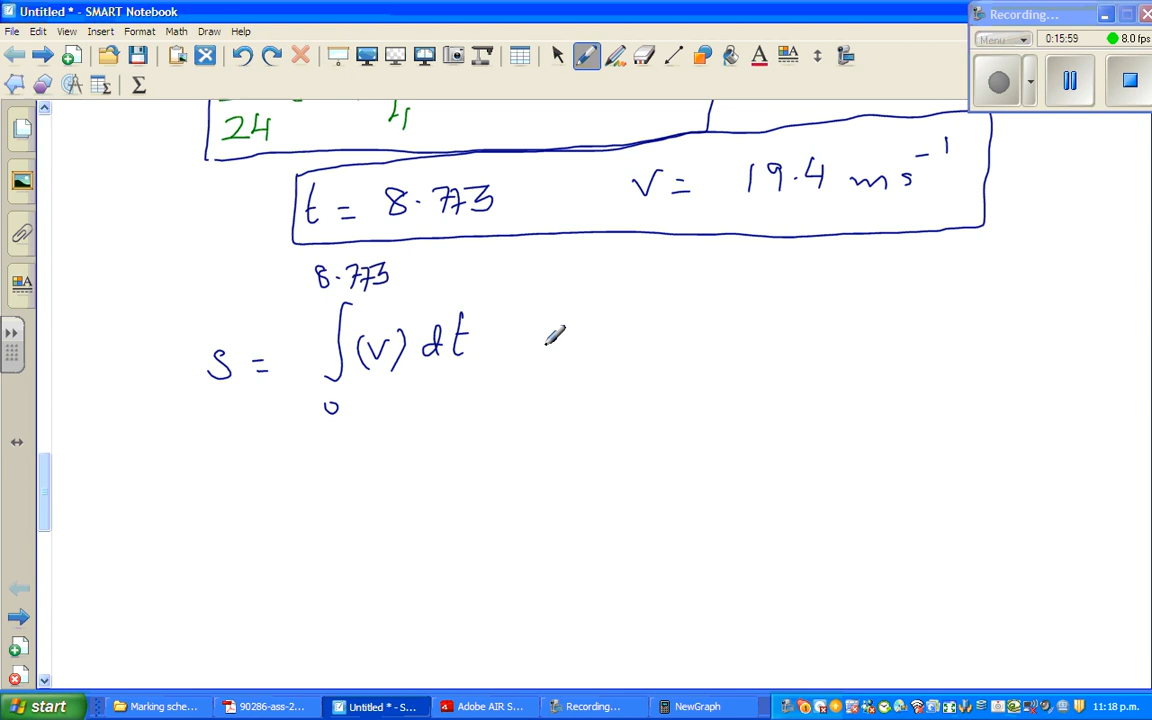 Untitled * - SMART Notebook
File Edit View Insert Format Math Draw Help
Recording...
Menu
0:15:59
8.0 fps
24 4
t = 8.773 v = 19.4 ms⁻¹
8.773
S = ∫(v) dt
0
start
Marking sche...
90286-ass-2...
Untitled * - S...
Adobe AIR S...
Recording...
NewGraph
11:18 p.m.